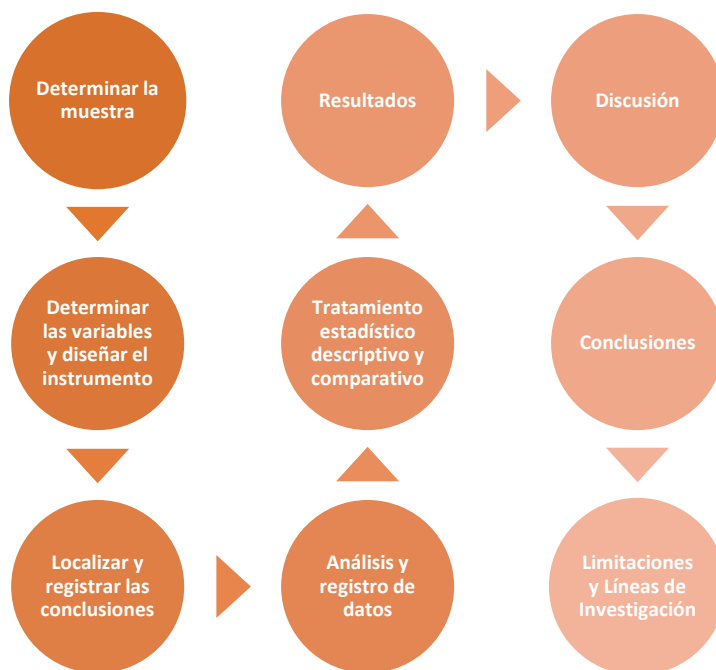 Determinar la
muestra
Determinar
las variables
y diseñar el
instrumento
Localizar y
registrar las
conclusiones
Análisis y
registro de
datos
Tratamiento
estadístico
descriptivo y
comparativo
Resultados
Discusión
Conclusiones
Limitaciones
y Líneas de
Investigación